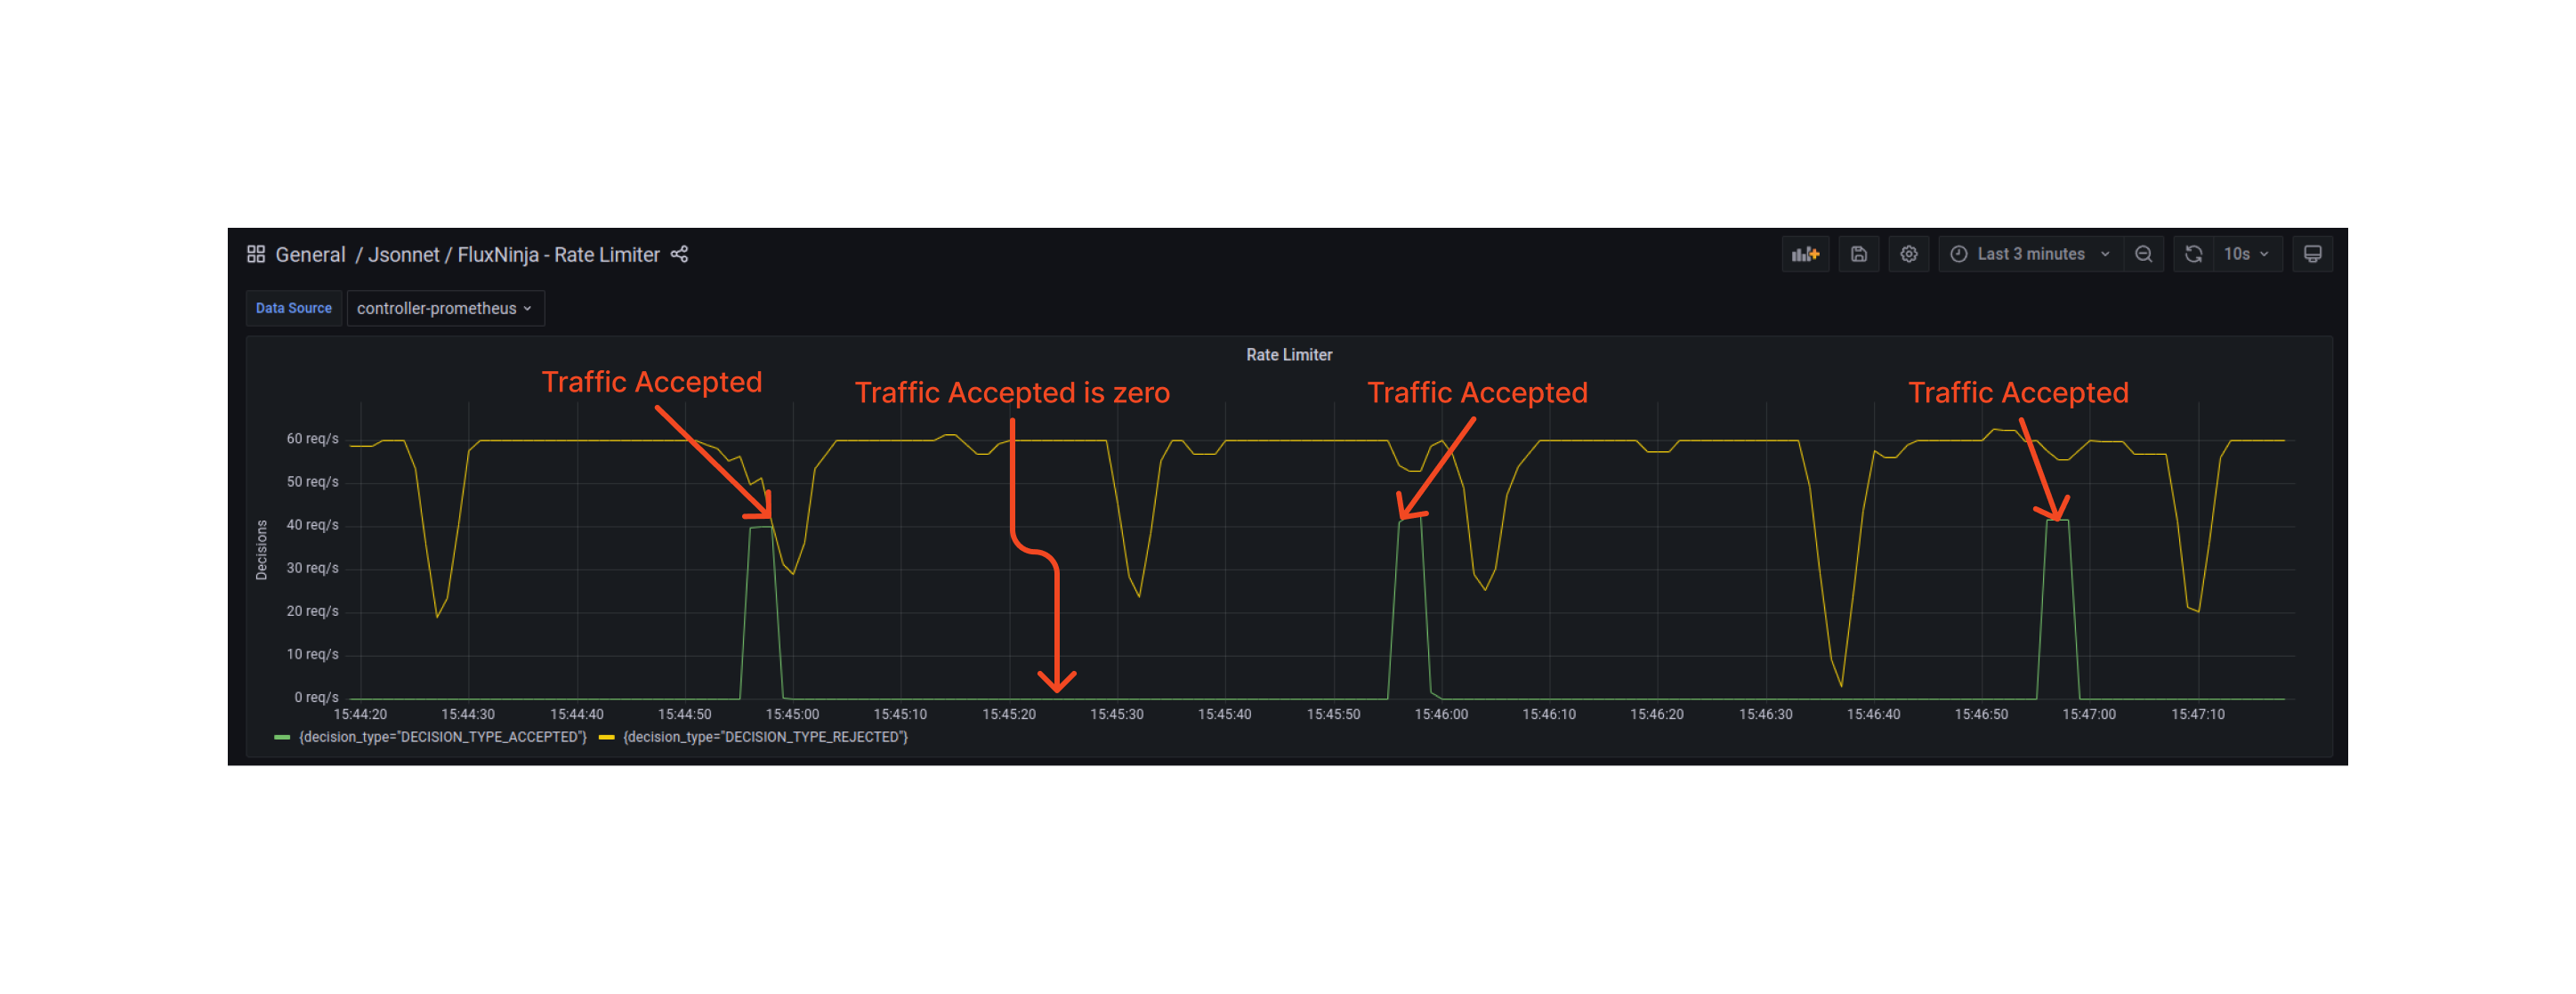 General / Jsonnet / FluxNinja - Rate Limiter
Last 3 minutes
10s
Data Source
controller-prometheus
Rate Limiter
Traffic Accepted
Traffic Accepted is zero
Traffic Accepted
Traffic Accepted
Decisions
60 req/s
50 req/s
40 req/s
30 req/s
20 req/s
10 req/s
0 req/s
15:44:20 15:44:30 15:44:40 15:44:50 15:45:00 15:45:10 15:45:20 15:45:30 15:45:40 15:45:50 15:46:00 15:46:10 15:46:20 15:46:30 15:46:40 15:46:50 15:47:00 15:47:10
{decision_type="DECISION_TYPE_ACCEPTED"} {decision_type="DECISION_TYPE_REJECTED"}